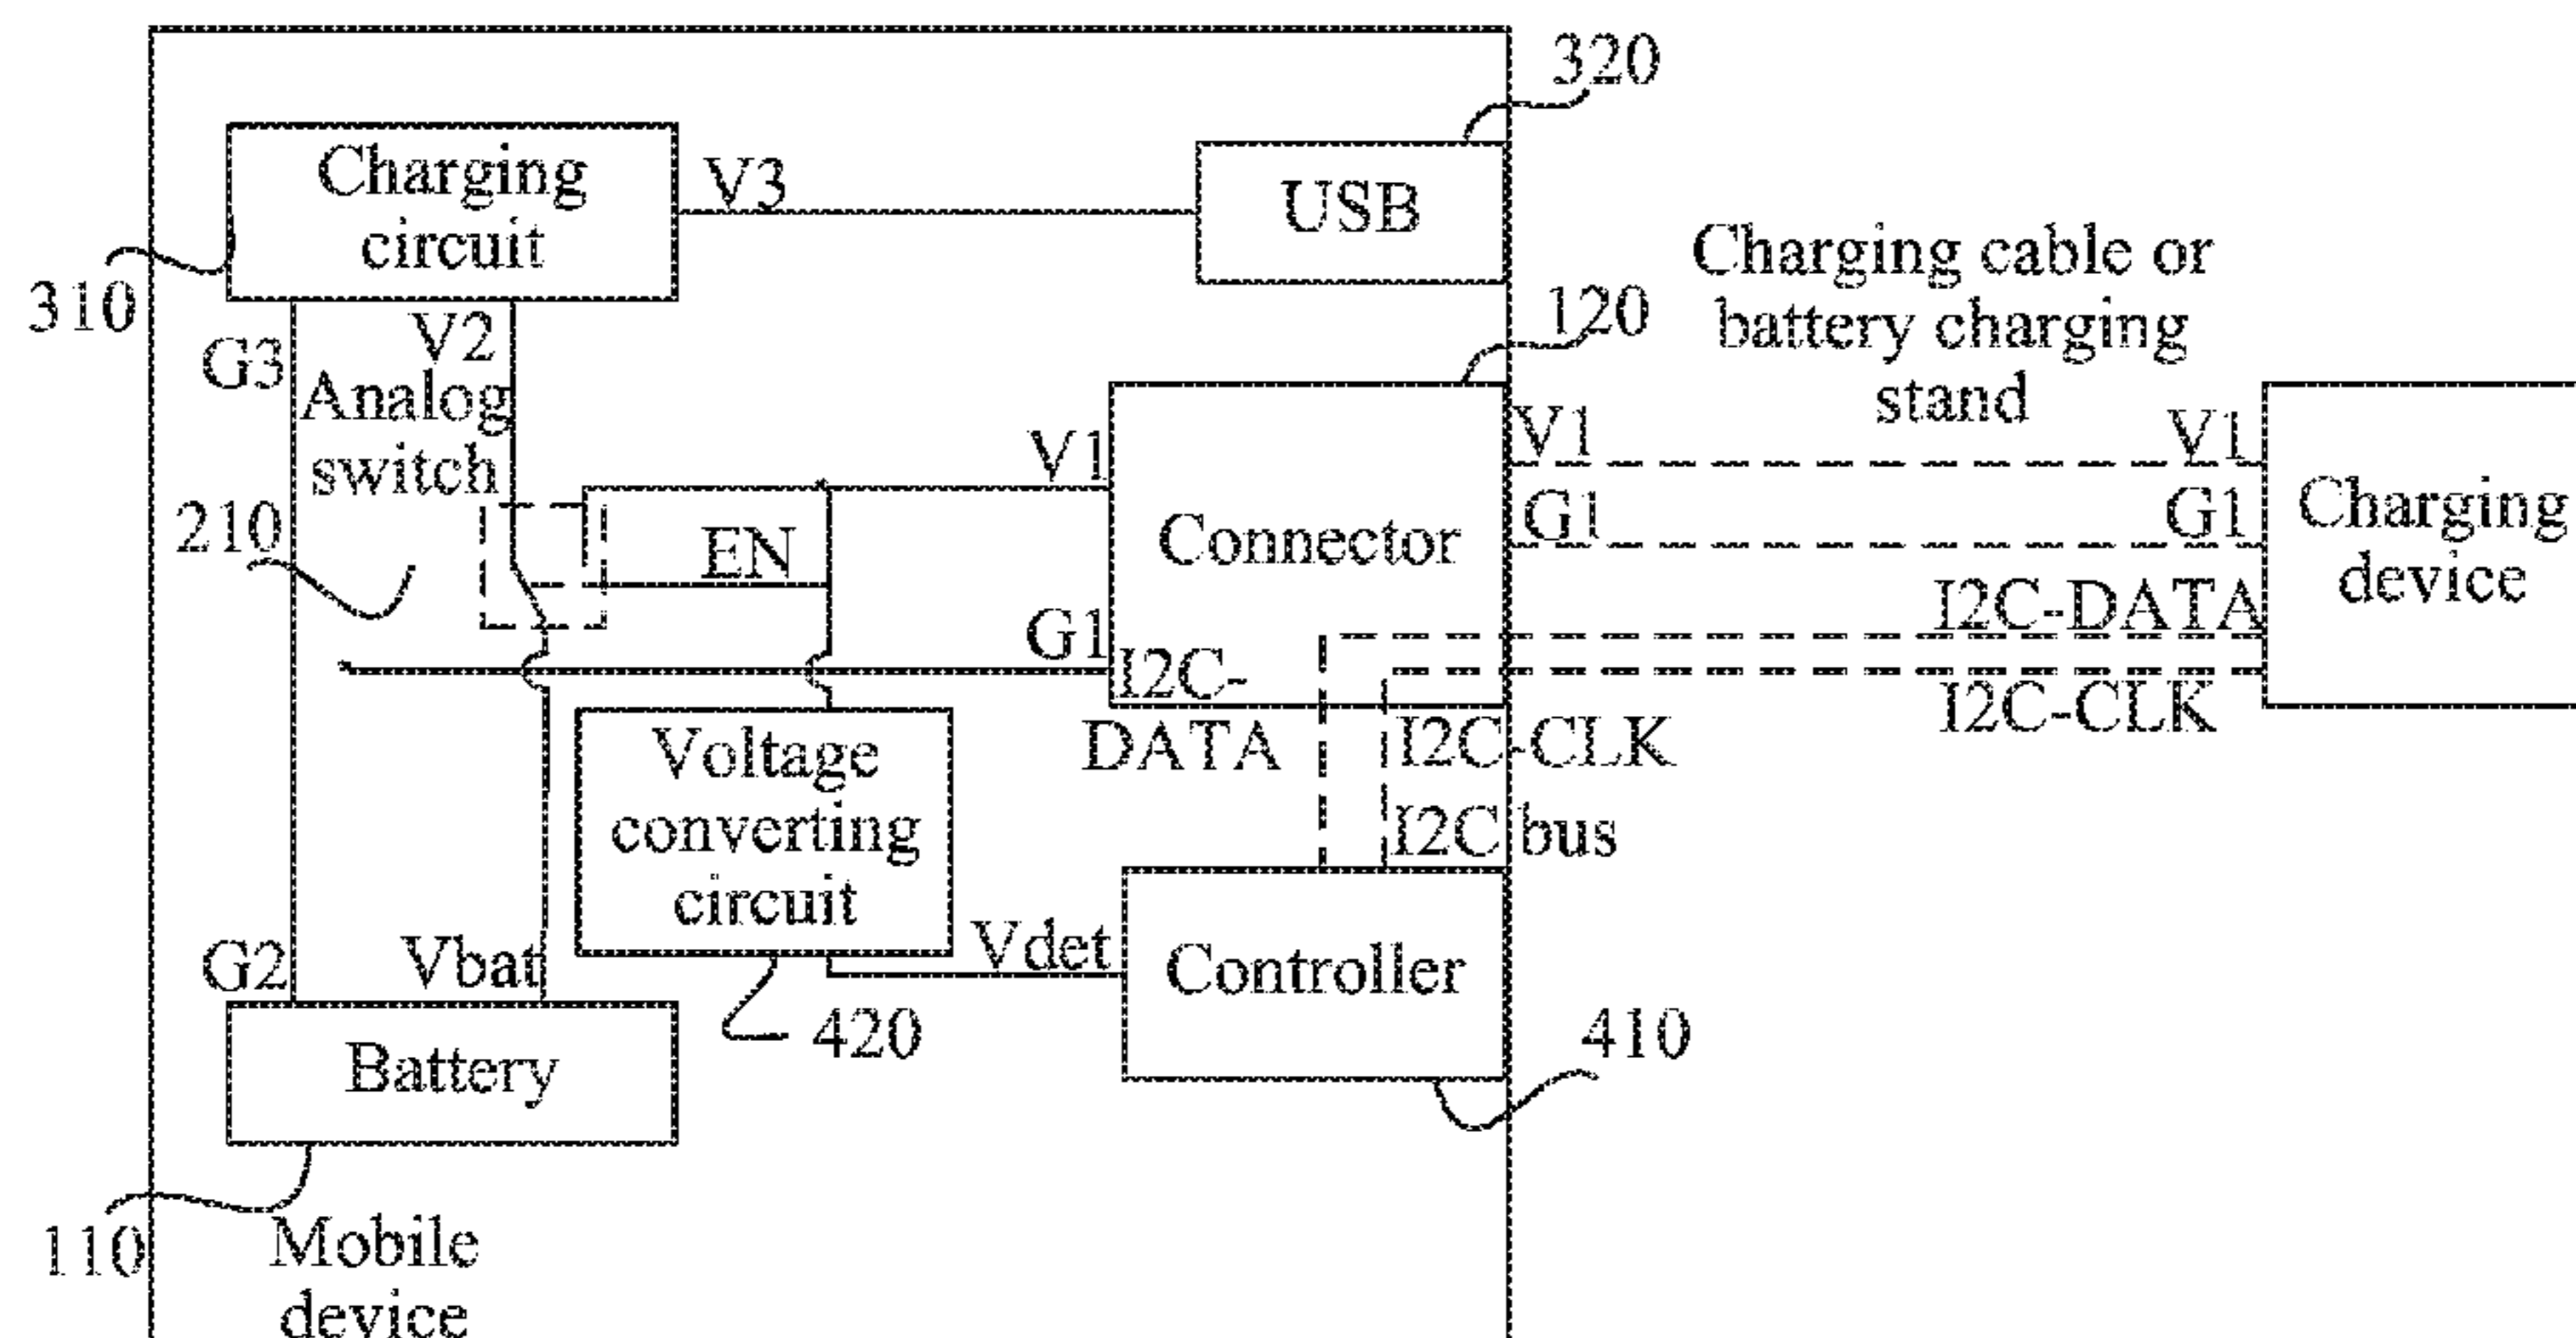 320
Charging
circuit
V3
USB
310
Charging cable or
battery charging
stand
G3
V2
120
Analog
switch
V1
V1
V1
210
EN
Connector
G1
G1
Charging
device
G1
I2C-
DATA
I2C-DATA
I2C-CLK
I2C-CLK
I2C bus
Voltage
converting
circuit
G2
Vbat
Vdet
Controller
420
410
Battery
110
Mobile
device